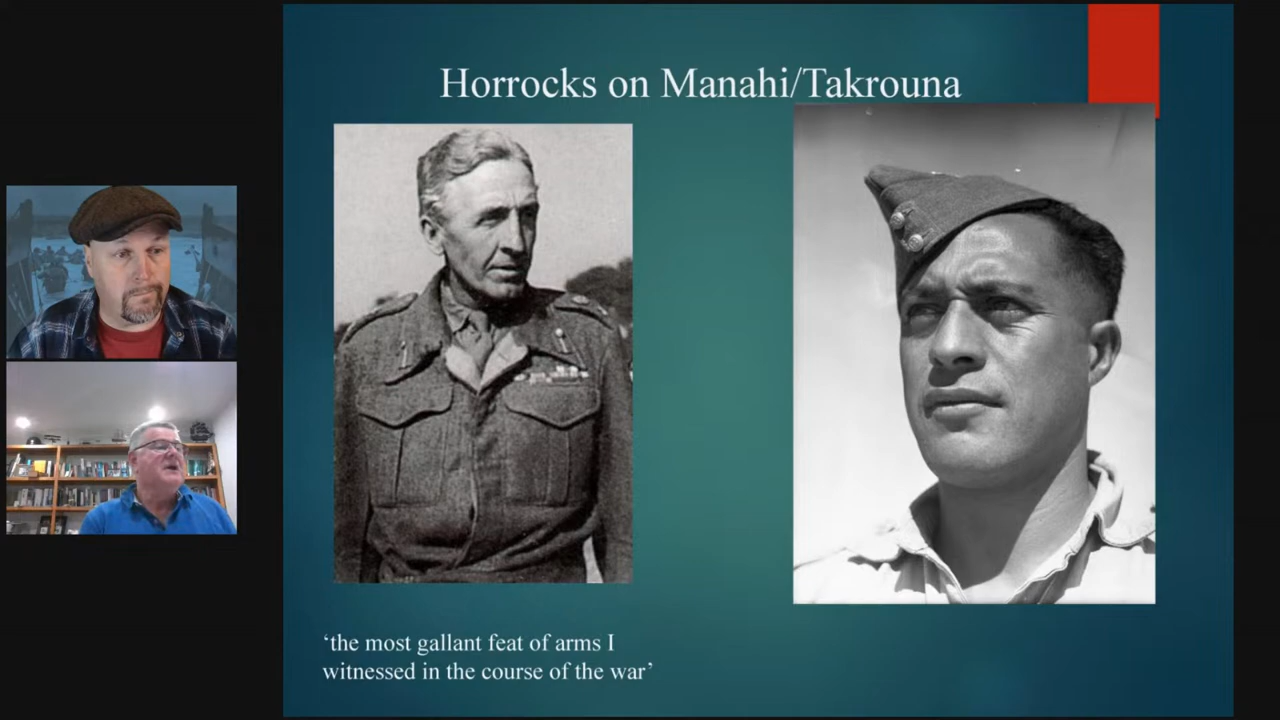 Horrocks on Manahi/Takrouna
‘the most gallant feat of arms I
witnessed in the course of the war’